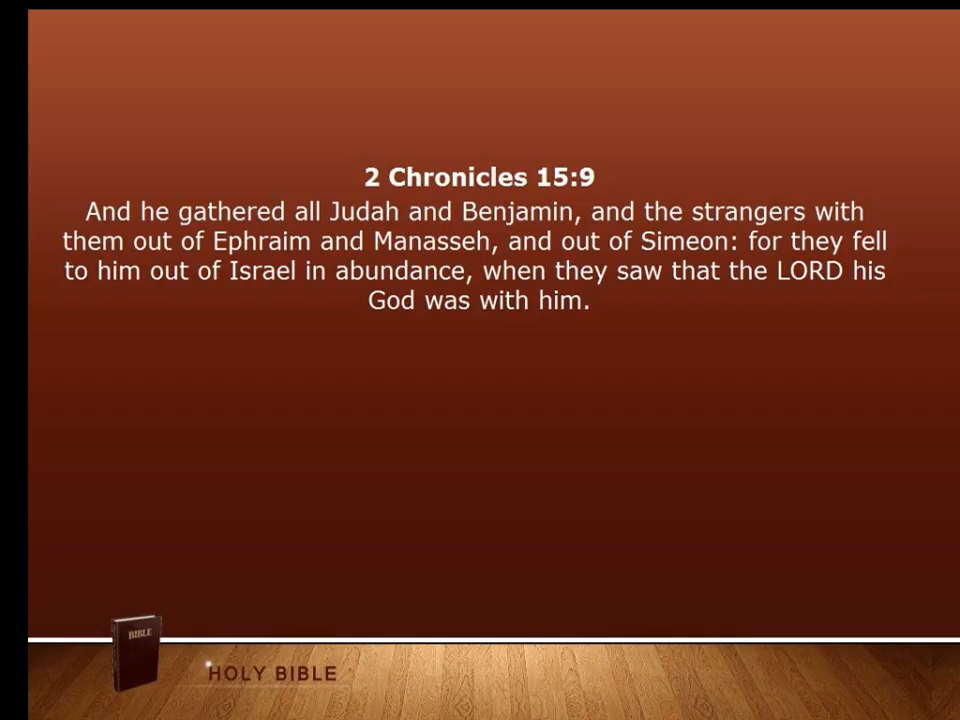 2 Chronicles 15:9
And he gathered all Judah and Benjamin, and the strangers with
them out of Ephraim and Manasseh, and out of Simeon: for they fell
to him out of Israel in abundance, when they saw that the LORD his
God was with him.
BIBLE
HOLY BIBLE